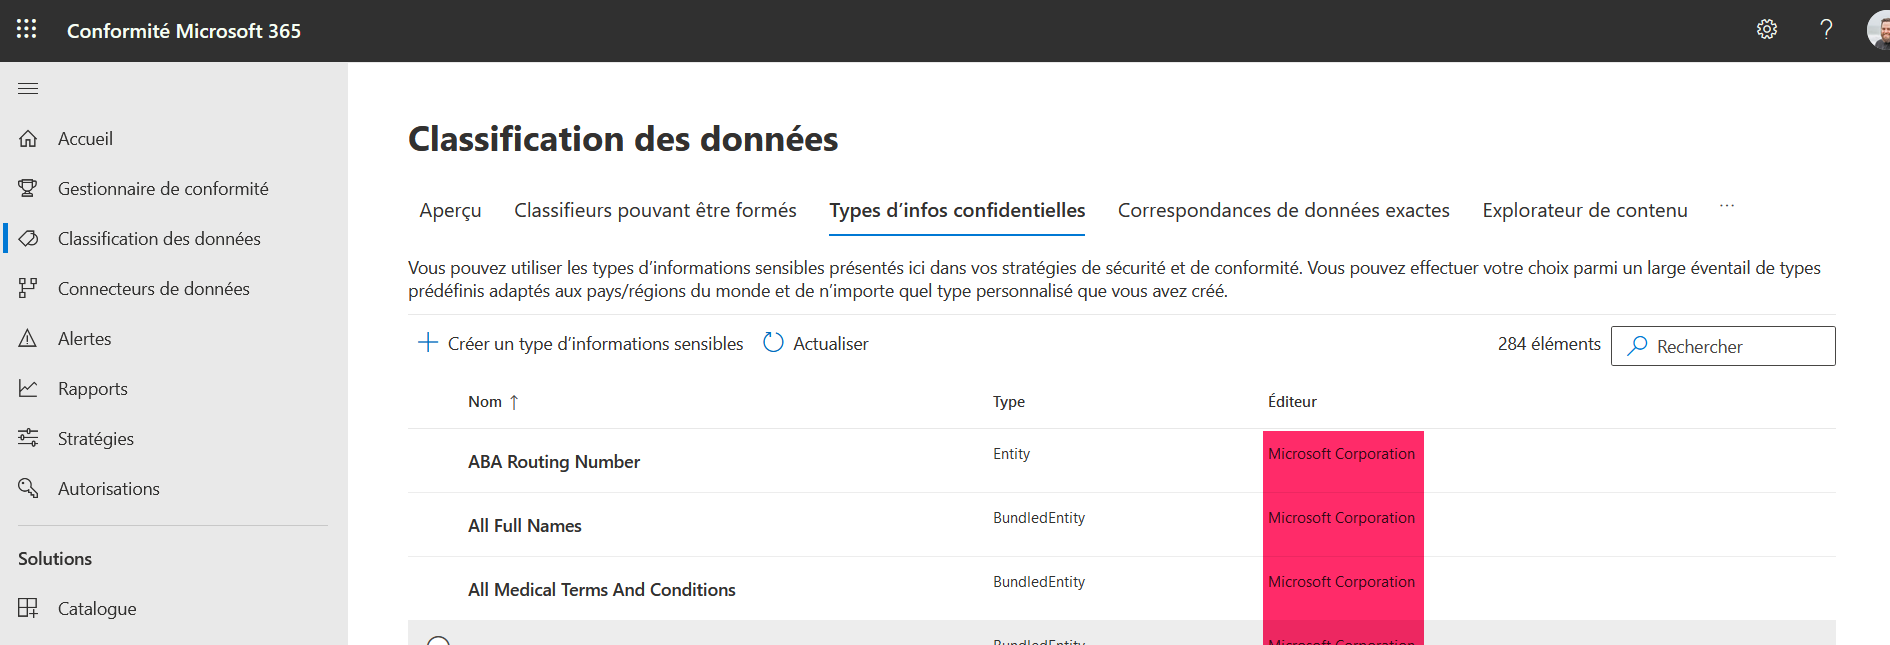 Conformité Microsoft 365
?
Accueil
Gestionnaire de conformité
Classification des données
Connecteurs de données
Alertes
Rapports
Stratégies
Autorisations
Solutions
Catalogue
Classification des données
Aperçu Classifieurs pouvant être formés Types d’infos confidentielles Correspondances de données exactes Explorateur de contenu ...
Vous pouvez utiliser les types d’informations sensibles présentés ici dans vos stratégies de sécurité et de conformité. Vous pouvez effectuer votre choix parmi un large éventail de types
prédéfinis adaptés aux pays/régions du monde et de n’importe quel type personnalisé que vous avez créé.
Créer un type d’informations sensibles Actualiser 284 éléments Rechercher
Nom ↑ Type Éditeur
ABA Routing Number Entity Microsoft Corporation
All Full Names BundledEntity Microsoft Corporation
All Medical Terms And Conditions BundledEntity Microsoft Corporation
BundledEntity Microsoft Corporation